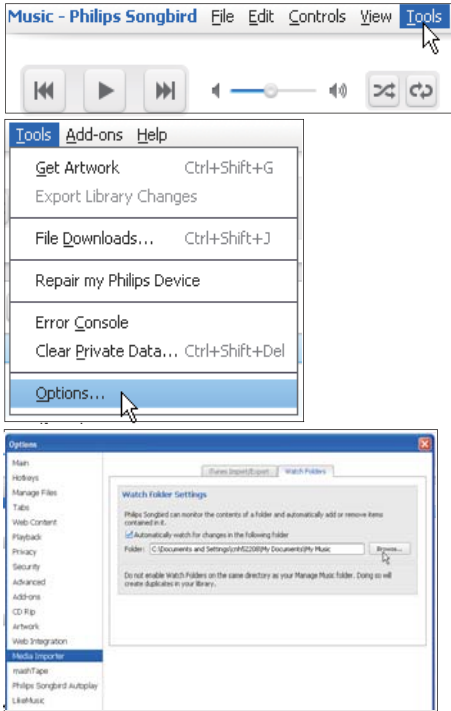 Music - Philips Songbird File Edit Controls View Tools
Tools Add-ons Help
Get Artwork Ctrl+Shift+G
Export Library Changes
File Downloads... Ctrl+Shift+J
Repair my Philips Device
Error Console
Clear Private Data... Ctrl+Shift+Del
Options...
Options
Main
Hotkeys
Manage Files
Tabs
Web Content
Playback
Privacy
Security
Advanced
Add-ons
CD Rip
Artwork
Web Integration
Media Importer
mashTape
Philips Songbird Autoplay
LikeMusic
iTunes Import/Export Watch Folders
Watch Folder Settings
Philips Songbird can monitor the contents of a folder and automatically add or remove items
contained in it.
Automatically watch for changes in the following folder
Folder: C:\Documents and Settings\cnh52208\My Documents\My Music Browse...
Do not enable Watch Folders on the same directory as your Manage Music folder. Doing so will
create duplicates in your library.